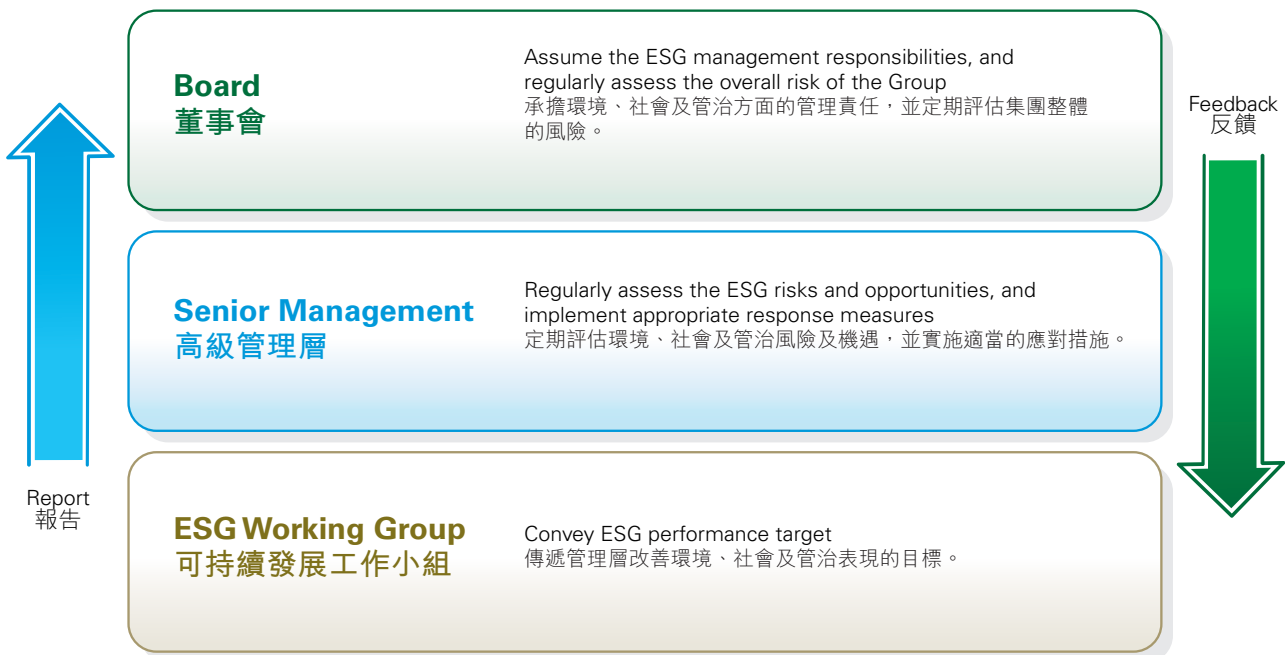 Board
董事會
Assume the ESG management responsibilities, and
regularly assess the overall risk of the Group
承擔環境、社會及管治方面的管理責任，並定期評估集團整體
的風險。
Feedback
反饋
Senior Management
高級管理層
Regularly assess the ESG risks and opportunities, and
implement appropriate response measures
定期評估環境、社會及管治風險及機遇，並實施適當的應對措施。
Report
報告
ESG Working Group
可持續發展工作小組
Convey ESG performance target
傳遞管理層改善環境、社會及管治表現的目標。